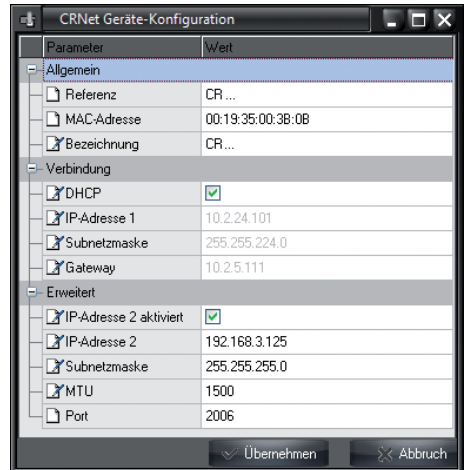 CRNet Geräte-Konfiguration
Parameter Wert
Allgemein
Referenz CR ...
MAC-Adresse 00:19:35:00:3B:0B
Bezeichnung CR...
Verbindung
DHCP
IP-Adresse 1 10.2.24.101
Subnetzmaske 255.255.224.0
Gateway 10.2.5.111
Erweitert
IP-Adresse 2 aktiviert
IP-Adresse 2 192.168.3.125
Subnetzmaske 255.255.255.0
MTU 1500
Port 2006
Übernehmen Abbruch